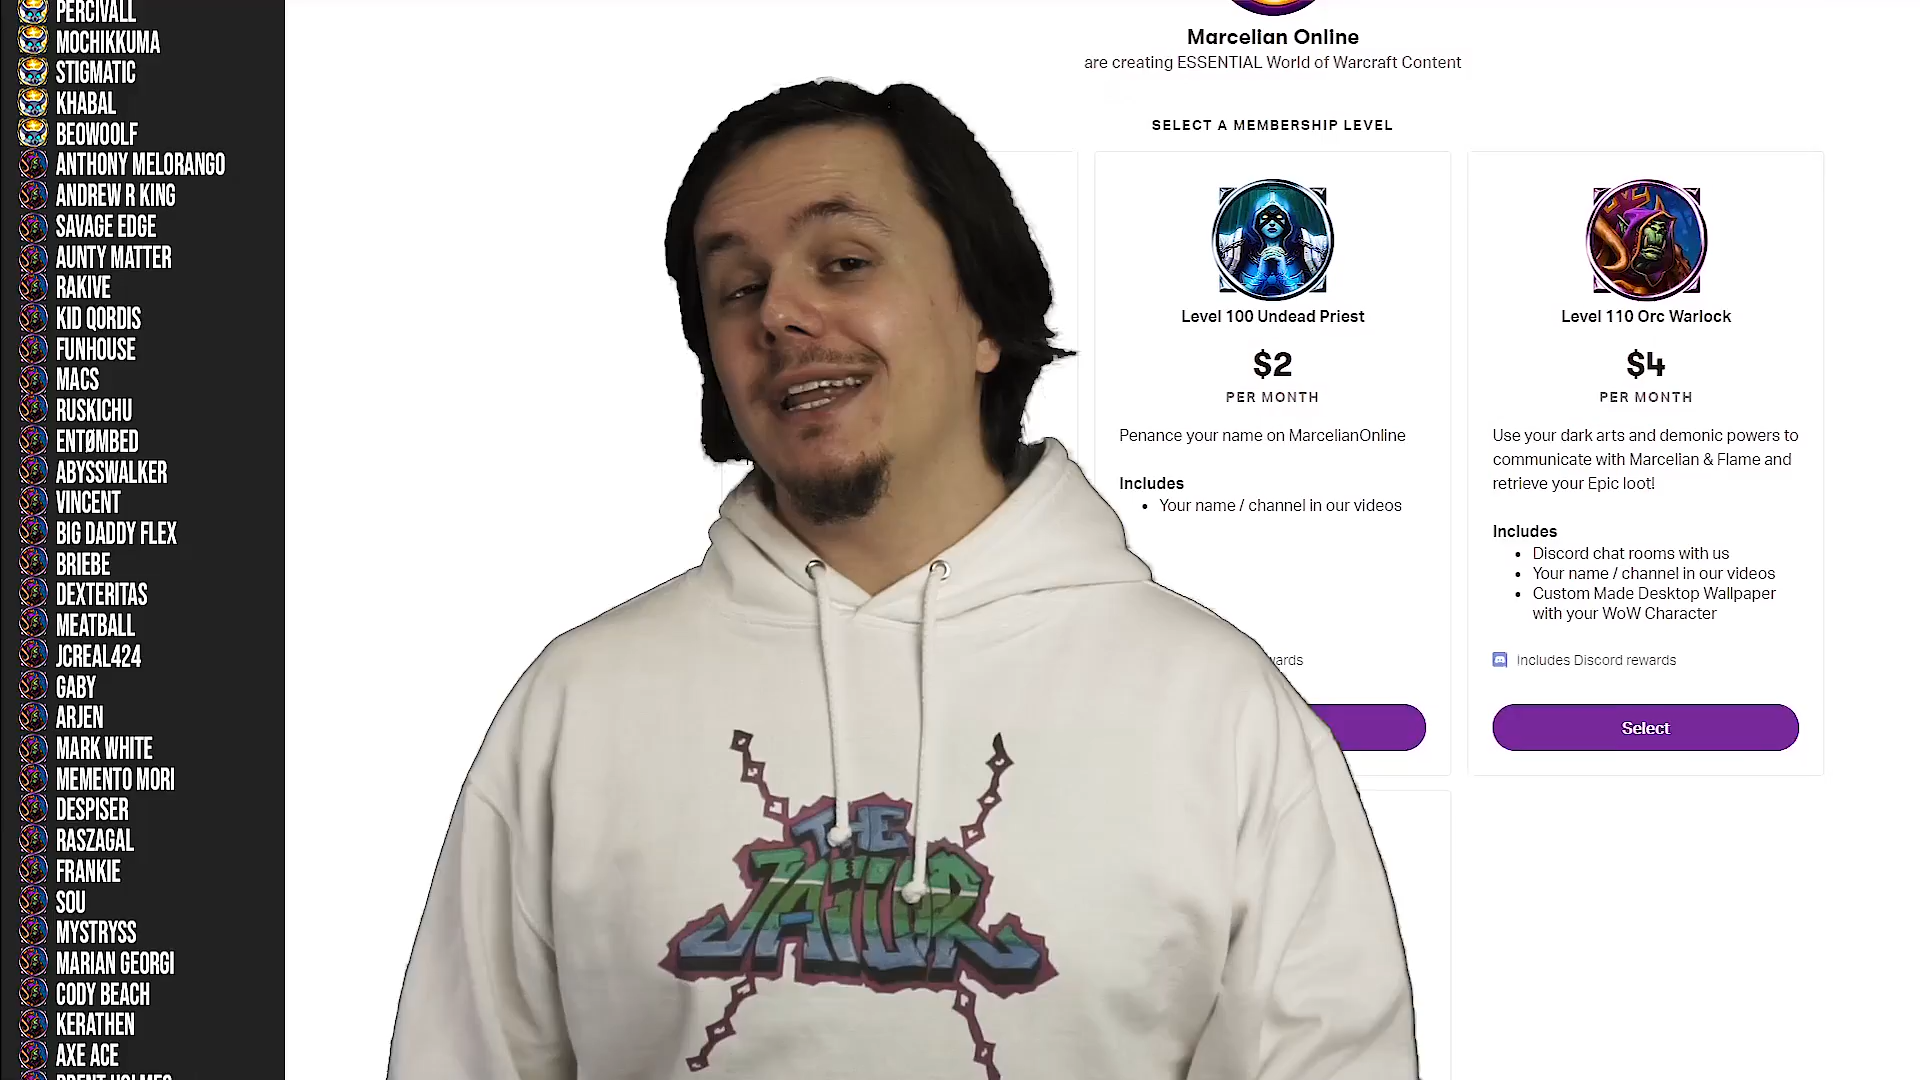 PERCIVALL
MOCHIKKUMA
STIGMATIC
KHABAL
BEOWOOLF
ANTHONY MELORANGO
ANDREW R KING
SAVAGE EDGE
AUNTY MATTER
RAKIVE
KID QORDIS
FUNHOUSE
MACS
RUSKICHU
ENTØMBED
ABYSSWALKER
VINCENT
BIG DADDY FLEX
BRIEBE
DEXTERITAS
MEATBALL
JCREAL424
GABY
ARJEN
MARK WHITE
MEMENTO MORI
DESPISER
RASZAGAL
FRANKIE
SOU
MYSTRYSS
MARIAN GEORGI
CODY BEACH
KERATHEN
AXE ACE
BRENT HOLMES
Marcelian Online
are creating ESSENTIAL World of Warcraft Content
SELECT A MEMBERSHIP LEVEL
Level 100 Undead Priest
$2
PER MONTH
Penance your name on MarcelianOnline
Includes
• Your name / channel in our videos
Level 110 Orc Warlock
$4
PER MONTH
Use your dark arts and demonic powers to
communicate with Marcelian & Flame and
retrieve your Epic loot!
Includes
• Discord chat rooms with us
• Your name / channel in our videos
• Custom Made Desktop Wallpaper
with your WoW Character
Includes Discord rewards
Select
THE
JAILOR